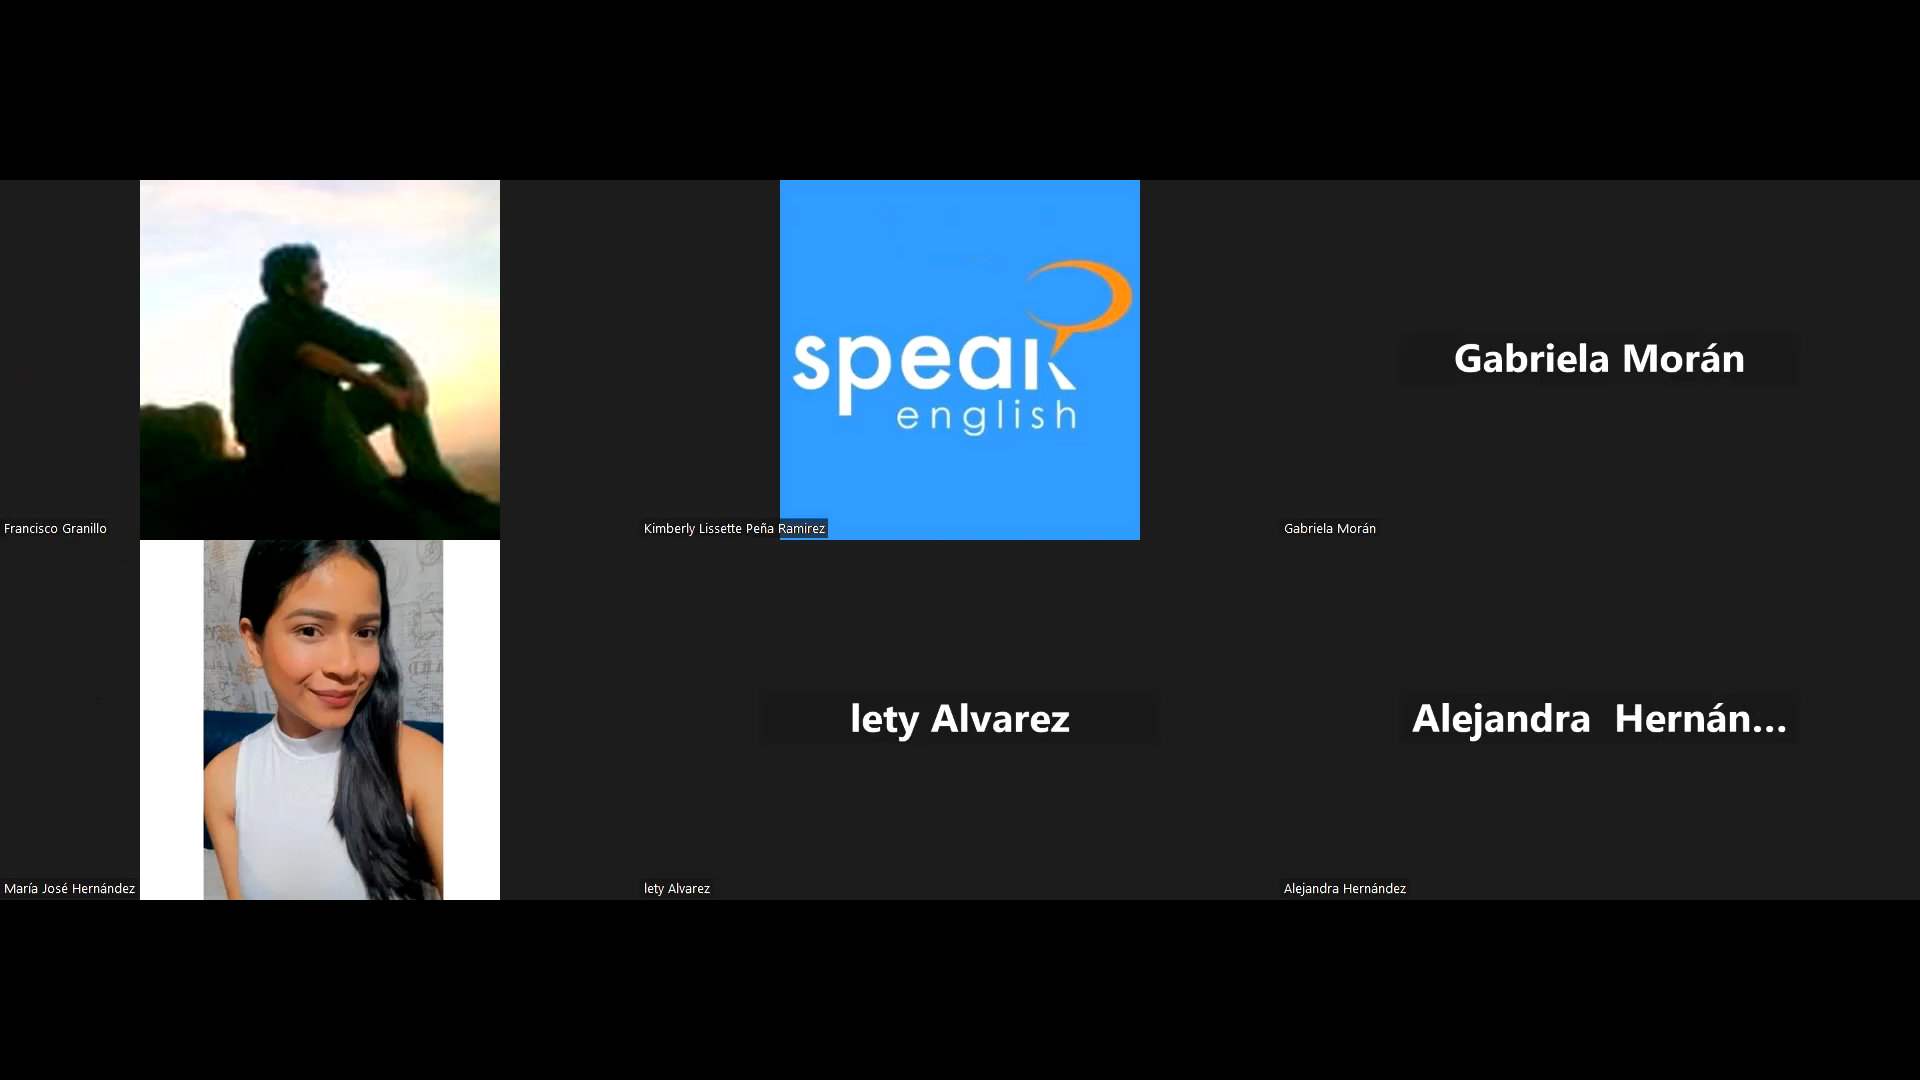 speak
english
Gabriela Morán
Francisco Granillo
Kimberly Lissette Peña Ramirez
Gabriela Morán
lety Alvarez
Alejandra  Hernán...
María José Hernández
lety Alvarez
Alejandra Hernández